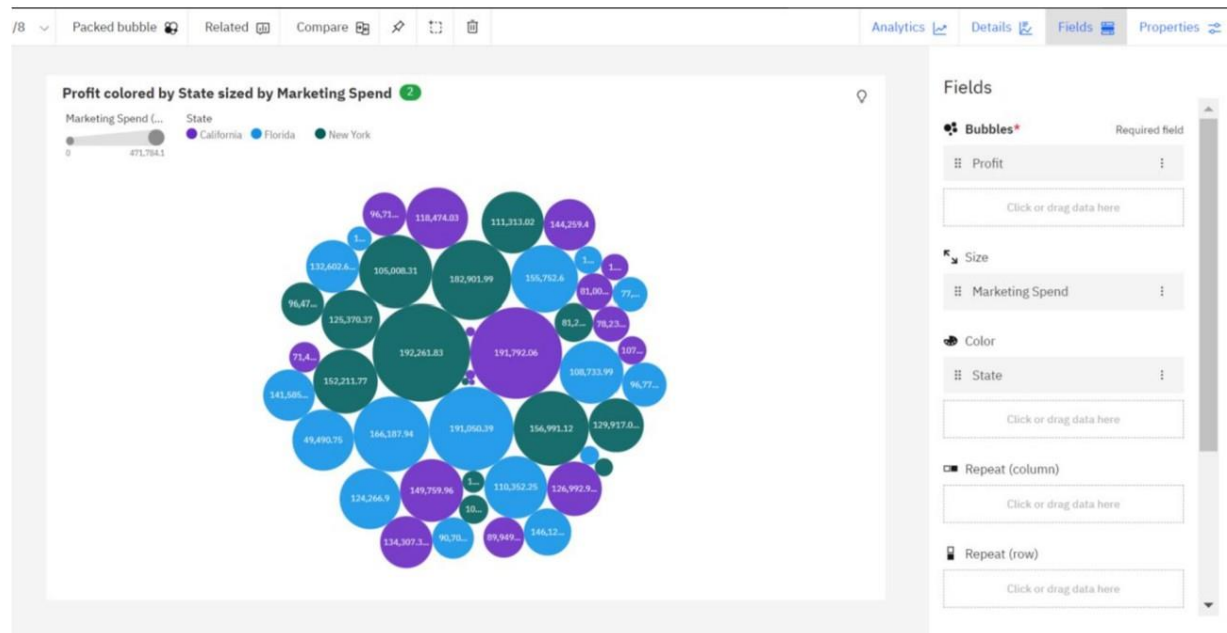 /8 Packed bubble Related Compare Analytics Details Fields Properties
Profit colored by State sized by Marketing Spend 2
Marketing Spend (... State
California Florida New York
0 471,784.1
96,71... 118,474.03 111,313.02 144,259.4
1...
132,602.6... 105,008.31 182,901.99 155,752.6 1... 1...
96,47... 81,00... 77,...
125,370.37 81,2... 78,23...
71,4... 192,261.83 191,792.06 107...
152,211.77 108,733.99 96,77...
141,585...
49,490.75 166,187.94 191,050.39 156,991.12 129,917.0...
124,266.9 149,759.96 1... 110,352.25 126,992.9...
10...
134,307.3... 90,70... 89,949... 146,12...
Fields
Bubbles* Required field
Profit
Click or drag data here
Size
Marketing Spend
Color
State
Click or drag data here
Repeat (column)
Click or drag data here
Repeat (row)
Click or drag data here